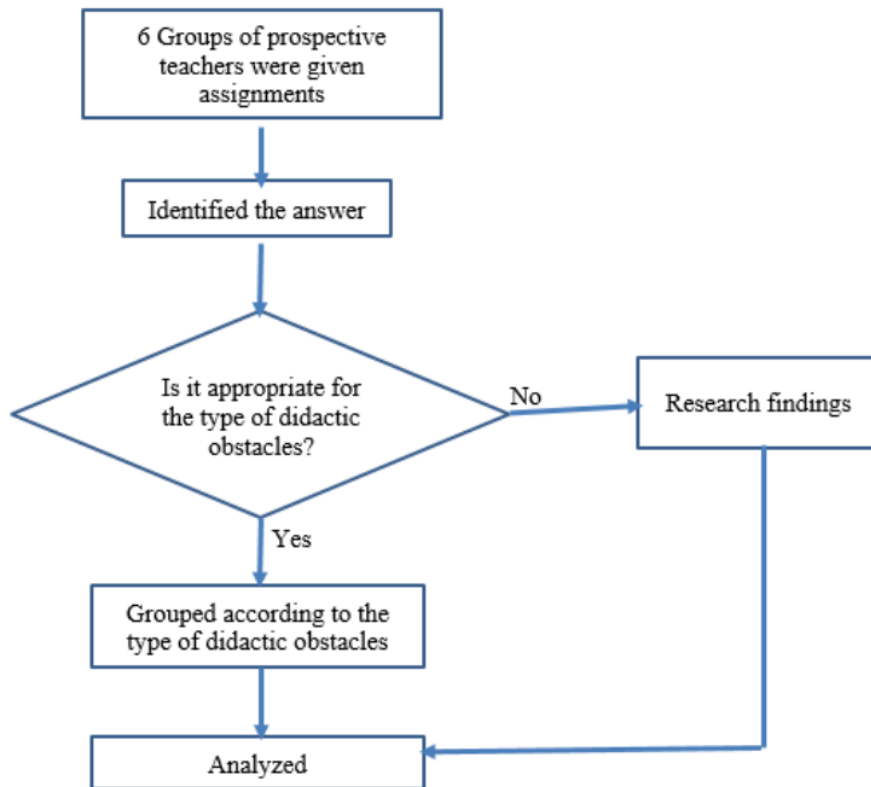 6 Groups of prospective
teachers were given
assignments
Identified the answer
Is it appropriate for
the type of didactic
obstacles?
No
Research findings
Yes
Grouped according to the
type of didactic obstacles
Analyzed